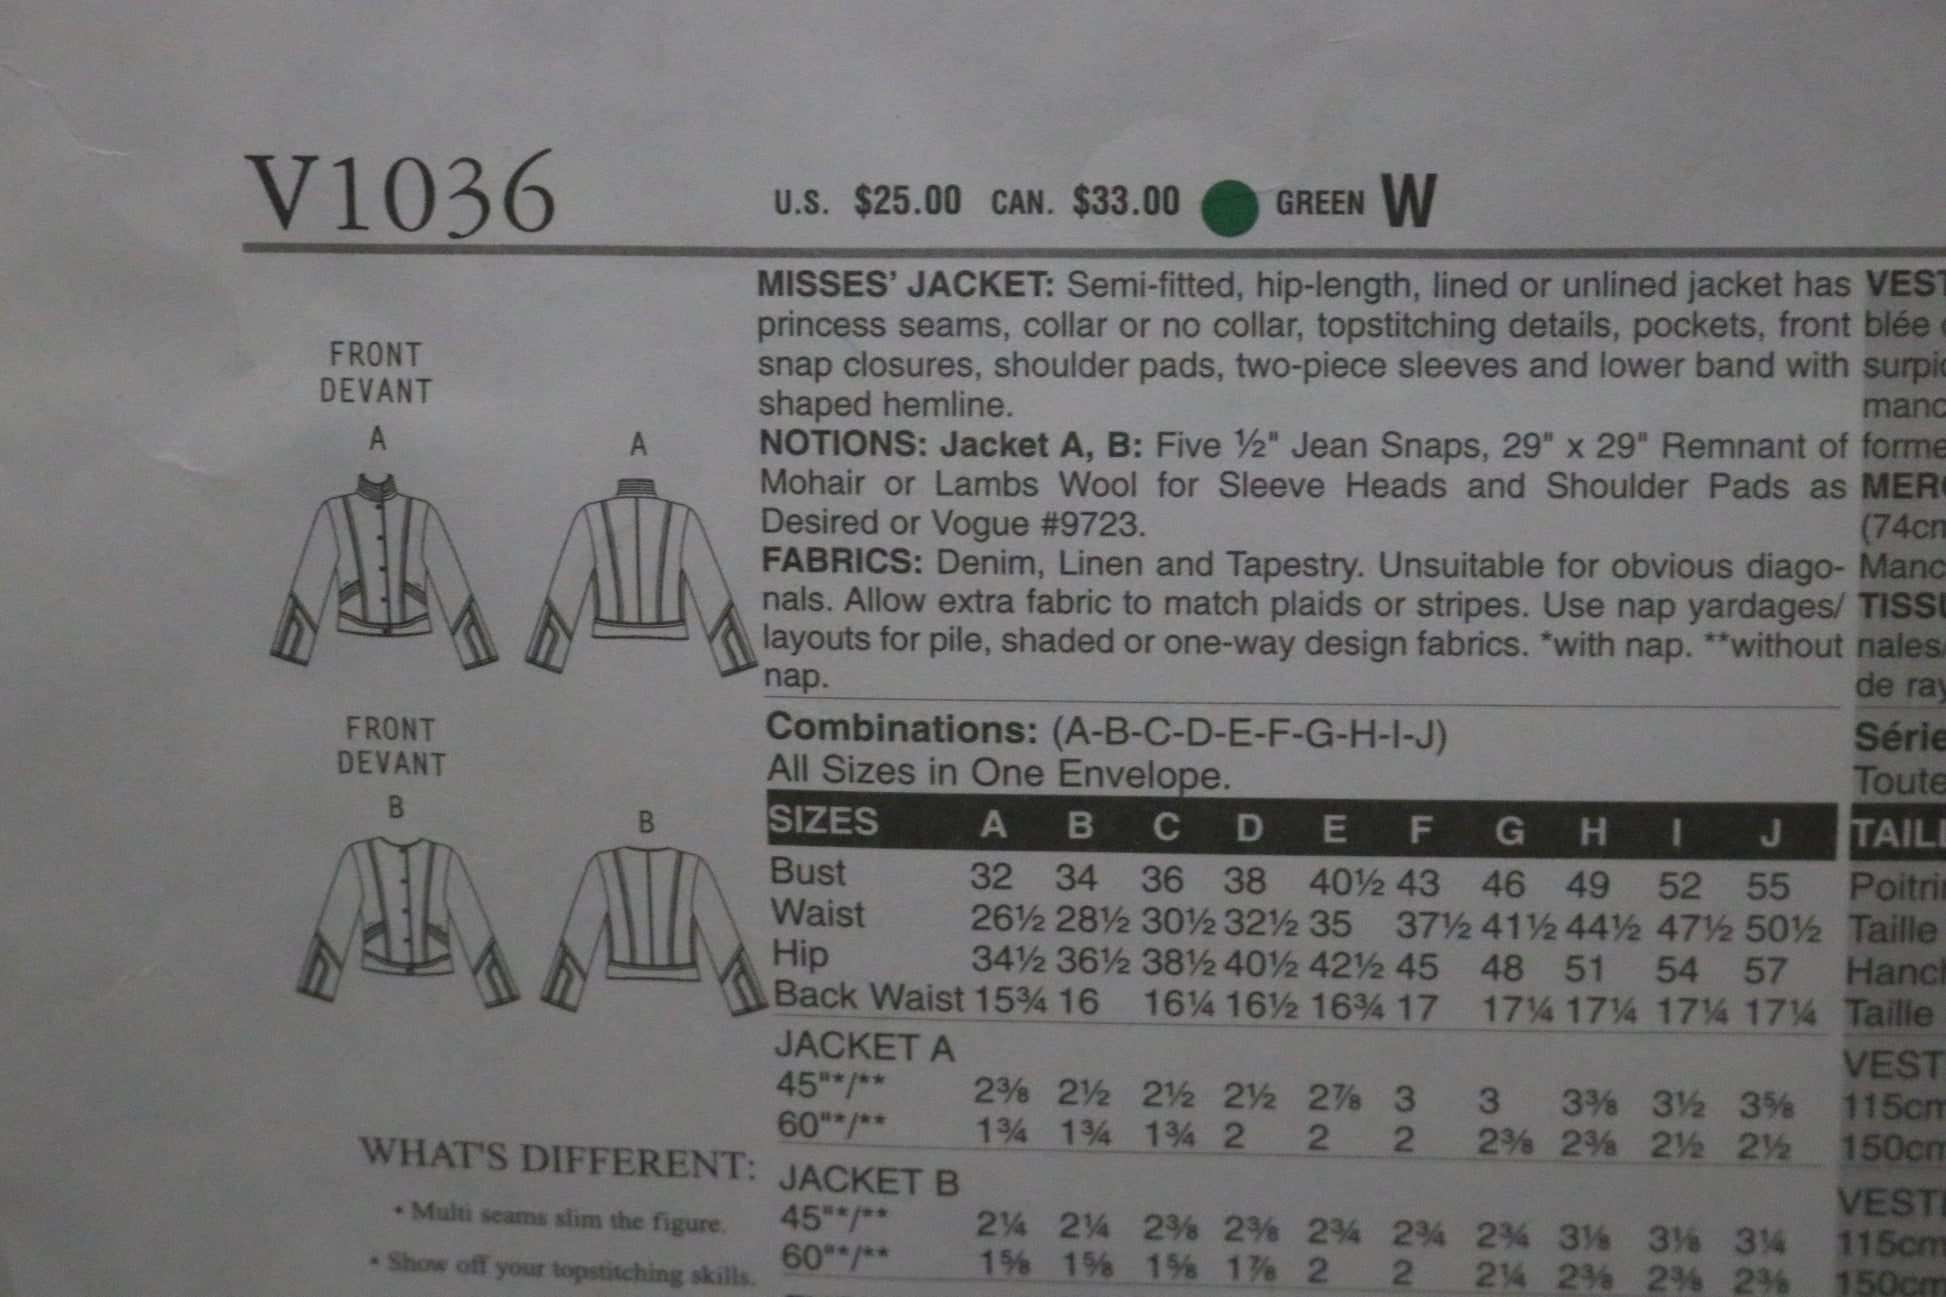 V1036
U.S. $25.00 CAN. $33.00 GREEN W
FRONT
DEVANT
A
A
FRONT
DEVANT
B
B
WHAT'S DIFFERENT:
• Multi seams slim the figure.
• Show off your topstitching skills.
MISSES' JACKET: Semi-fitted, hip-length, lined or unlined jacket has
princess seams, collar or no collar, topstitching details, pockets, front
snap closures, shoulder pads, two-piece sleeves and lower band with
shaped hemline.
NOTIONS: Jacket A, B: Five ½" Jean Snaps, 29" x 29" Remnant of
Mohair or Lambs Wool for Sleeve Heads and Shoulder Pads as
Desired or Vogue #9723.
FABRICS: Denim, Linen and Tapestry. Unsuitable for obvious diago-
nals. Allow extra fabric to match plaids or stripes. Use nap yardages/
layouts for pile, shaded or one-way design fabrics. *with nap. **without
nap.
Combinations: (A-B-C-D-E-F-G-H-I-J)
All Sizes in One Envelope.
SIZES A B C D E F G H I J
Bust 32 34 36 38 40½ 43 46 49 52 55
Waist 26½ 28½ 30½ 32½ 35 37½ 41½ 44½ 47½ 50½
Hip 34½ 36½ 38½ 40½ 42½ 45 48 51 54 57
Back Waist 15¾ 16 16¼ 16½ 16¾ 17 17¼ 17¼ 17¼ 17¼
JACKET A
45"*/** 2⅜ 2½ 2½ 2½ 2⅞ 3 3 3⅜ 3½ 3⅝
60"*/** 1¾ 1¾ 1¾ 2 2 2 2⅜ 2⅜ 2½ 2½
JACKET B
45"*/** 2¼ 2¼ 2⅜ 2⅜ 2¾ 2¾ 2¾ 3⅛ 3⅛ 3¼
60"*/** 1⅝ 1⅝ 1⅝ 1⅞ 2 2 2¼ 2⅜ 2⅜ 2⅜
VEST
blée
surpi
manc
forme
MER
(74cm
Manc
TISSU
nales/
de ray
Série
Toute
TAILL
Poitri
Taille
Hanch
Taille
VEST
115cm
150cm
VEST
115cm
150cm